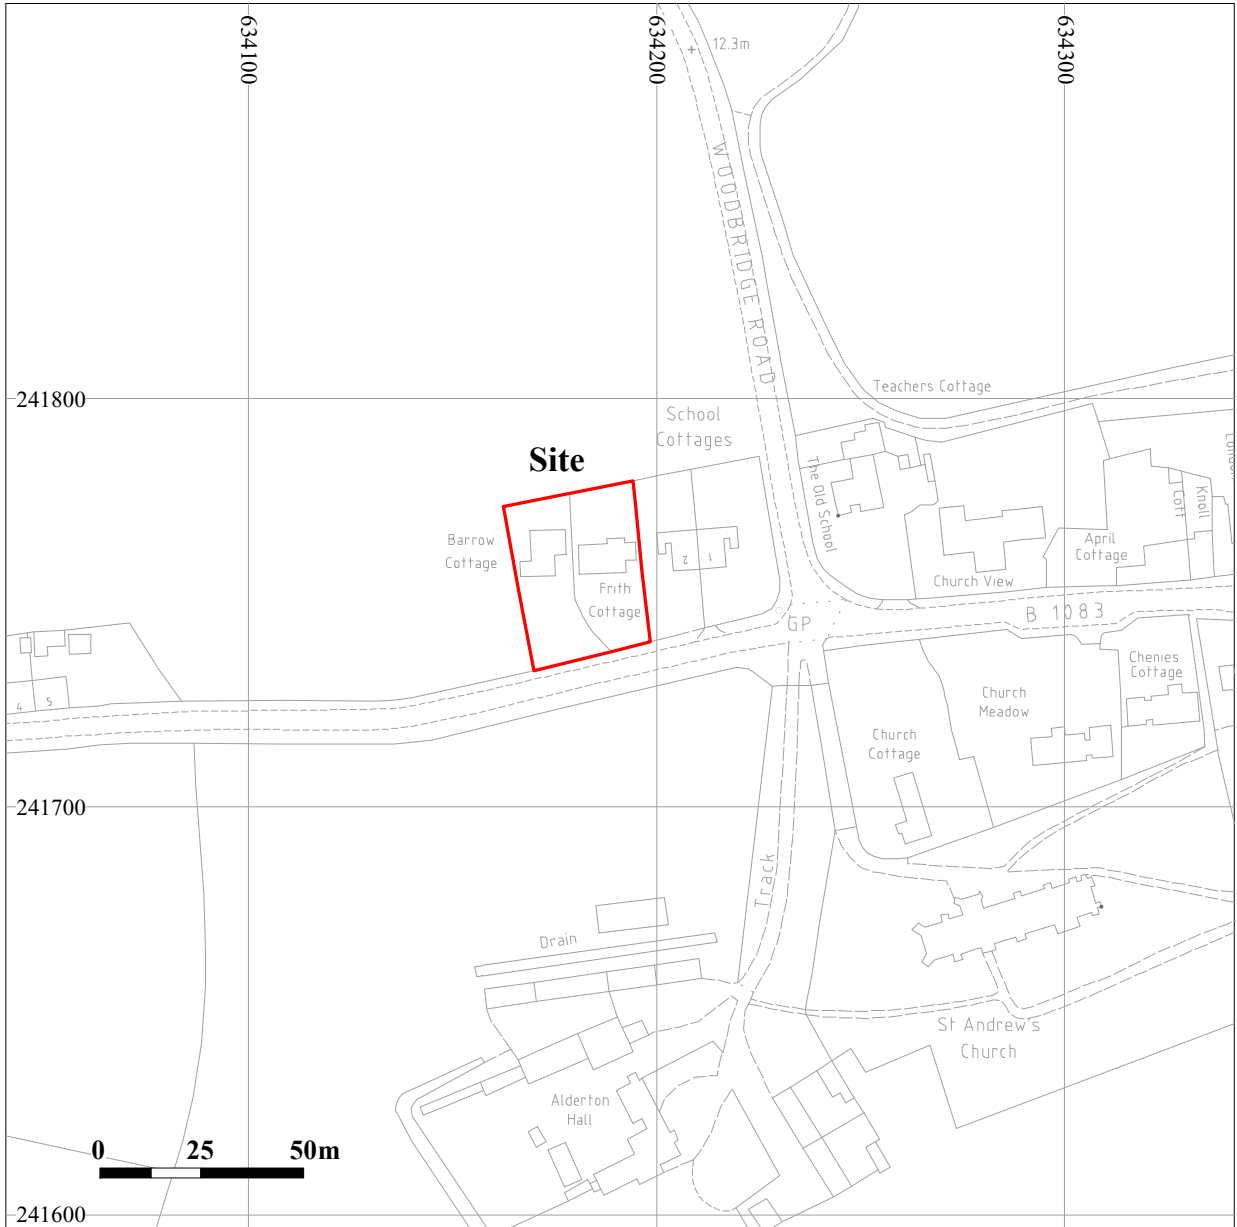 634100
634200
634300
12.3m
WOODBRIDGE ROAD
241800
Teachers Cottage
School
Cottages
Site
The Old School
Barrow
Cottage
Frith
Cottage
2
1
Church View
April
Cottage
Cott
Knoll
GP
B 1083
4
5
Church
Meadow
Chenies
Cottage
Church
Cottage
241700
Track
Drain
St Andrew's
Church
Alderton
Hall
0
25
50m
241600